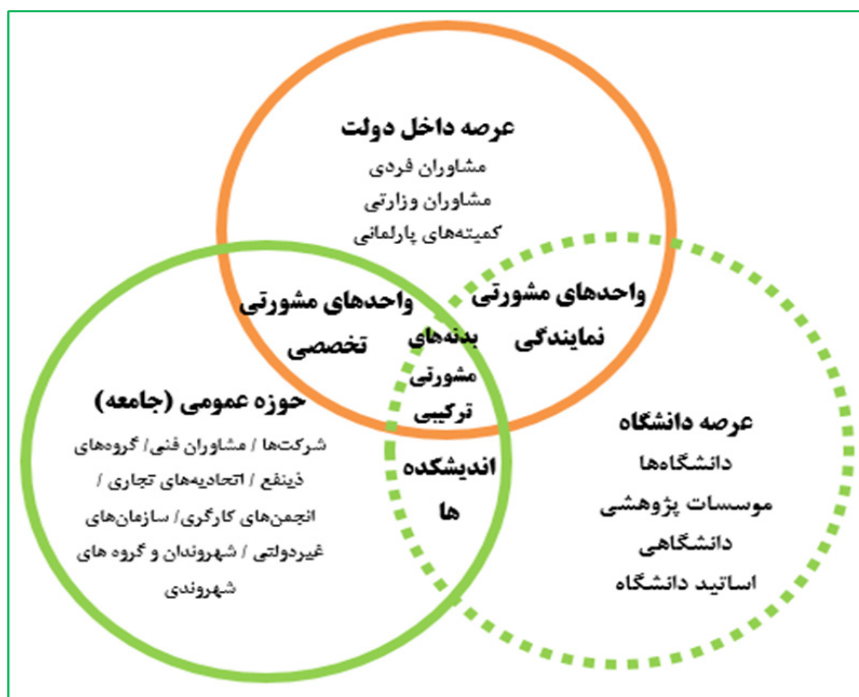 عرصه داخل دولت
مشاوران فردی
مشاوران وزارتی
کمیته‌های پارلمانی
واحدهای مشورتی
نمایندگی
واحدهای مشورتی
تخصصی
بدنه‌های
مشورتی
ترکیبی
عرصه دانشگاه
دانشگاه‌ها
موسسات پژوهشی
دانشگاهی
اساتید دانشگاه
حوزه عمومی (جامعه)
شرکت‌ها / مشاوران فنی/ گروه‌های
ذینفع / اتحادیه‌های تجاری /
انجمن‌های کارگری/ سازمان‌های
غیردولتی / شهروندان و گروه های
شهروندی
اندیشکده
ها